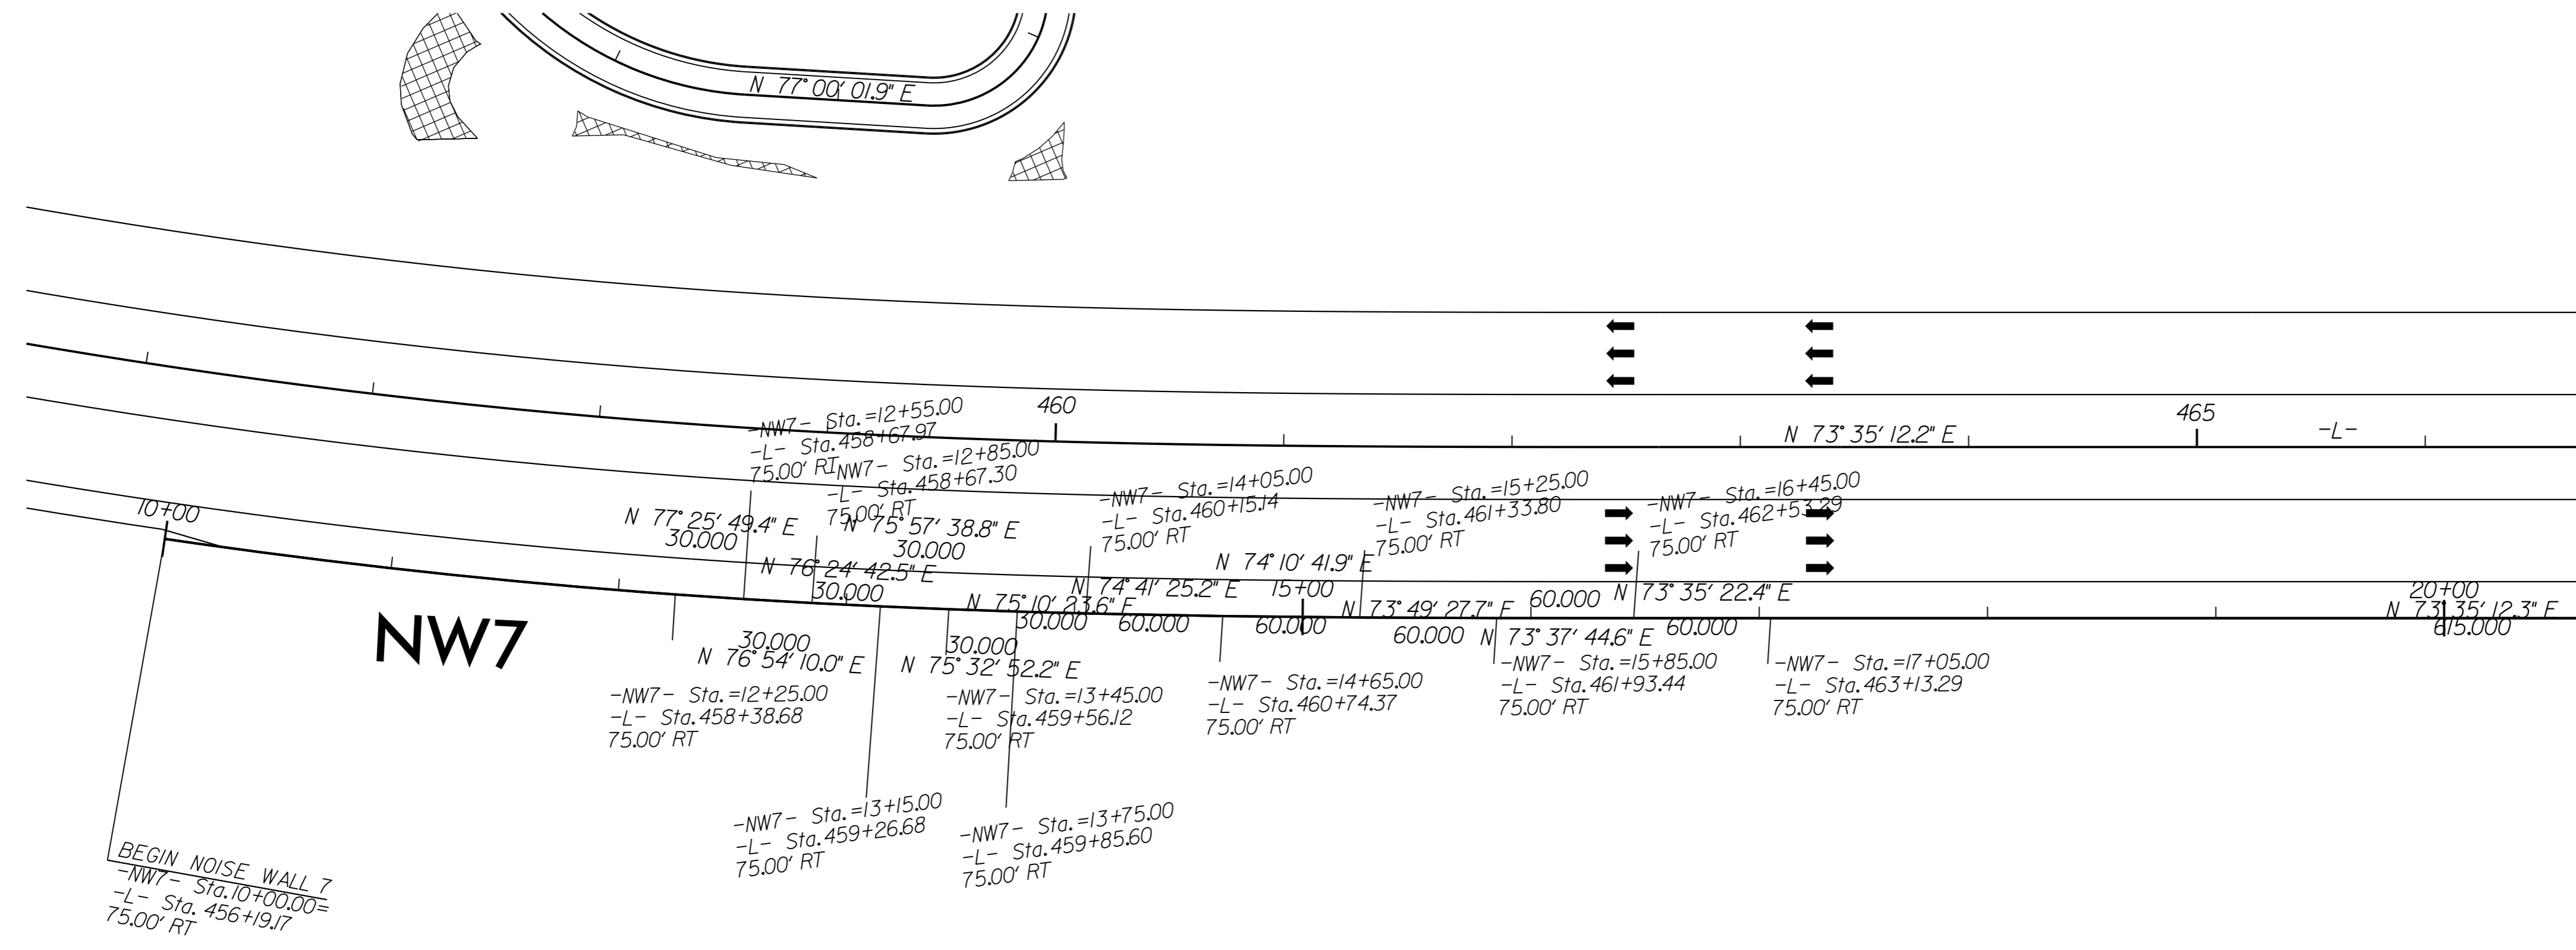 N 77° 00' 01.9" E
460
465
-L-
N 73° 35' 12.2" E
-NW7- Sta.=12+55.00
-L- Sta.458+67.97
75.00' RT
-NW7- Sta.=12+85.00
-L- Sta.458+67.30
75.00' RT
-NW7- Sta.=14+05.00
-L- Sta.460+15.14
75.00' RT
-NW7- Sta.=15+25.00
-L- Sta.461+33.80
75.00' RT
-NW7- Sta.=16+45.00
-L- Sta.462+53.29
75.00' RT
10+00
N 77° 25' 49.4" E
30.000
N 75° 57' 38.8" E
30.000
N 76° 24' 42.5" E
30.000
N 74° 10' 41.9" E
N 74° 41' 25.2" E
15+00
N 75° 10' 23.6" E
30.000
60.000
60.000
N 73° 49' 27.7" E
60.000
60.000
N 73° 35' 22.4" E
N 73° 37' 44.6" E
60.000
20+00
N 73° 35' 12.3" E
615.000
NW7
30.000
N 76° 54' 10.0" E
30.000
N 75° 32' 52.2" E
-NW7- Sta.=12+25.00
-L- Sta.458+38.68
75.00' RT
-NW7- Sta.=13+45.00
-L- Sta.459+56.12
75.00' RT
-NW7- Sta.=14+65.00
-L- Sta.460+74.37
75.00' RT
-NW7- Sta.=15+85.00
-L- Sta.461+93.44
75.00' RT
-NW7- Sta.=17+05.00
-L- Sta.463+13.29
75.00' RT
-NW7- Sta.=13+15.00
-L- Sta.459+26.68
75.00' RT
-NW7- Sta.=13+75.00
-L- Sta.459+85.60
75.00' RT
BEGIN NOISE WALL 7
-NW7- Sta.10+00.00=
-L- Sta. 456+19.17
75.00' RT